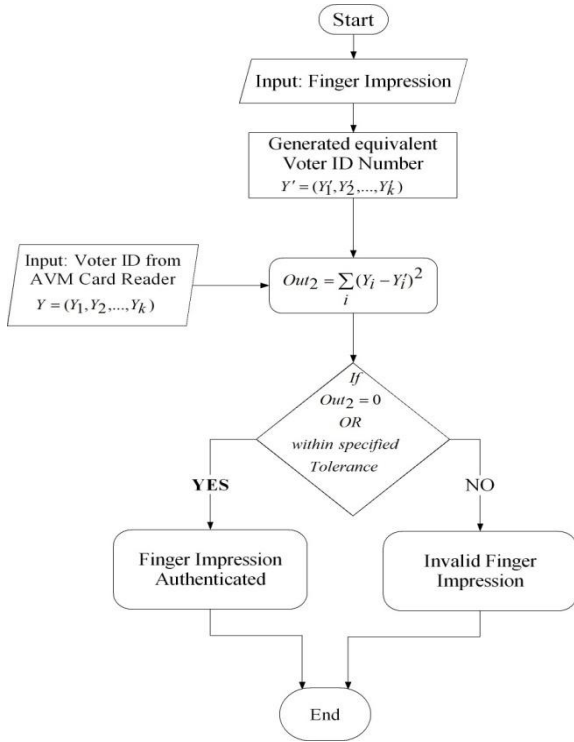 Start
Input: Finger Impression
Generated equivalent
Voter ID Number
Y' = (Y'₁,Y'₂,...,Y'ₖ)
Input: Voter ID from
AVM Card Reader
Y = (Y₁,Y₂,...,Yₖ)
Out₂ = ∑ᵢ(Yᵢ − Y'ᵢ)²
If
Out₂ = 0
OR
within specified
Tolerance
YES
NO
Finger Impression
Authenticated
Invalid Finger
Impression
End